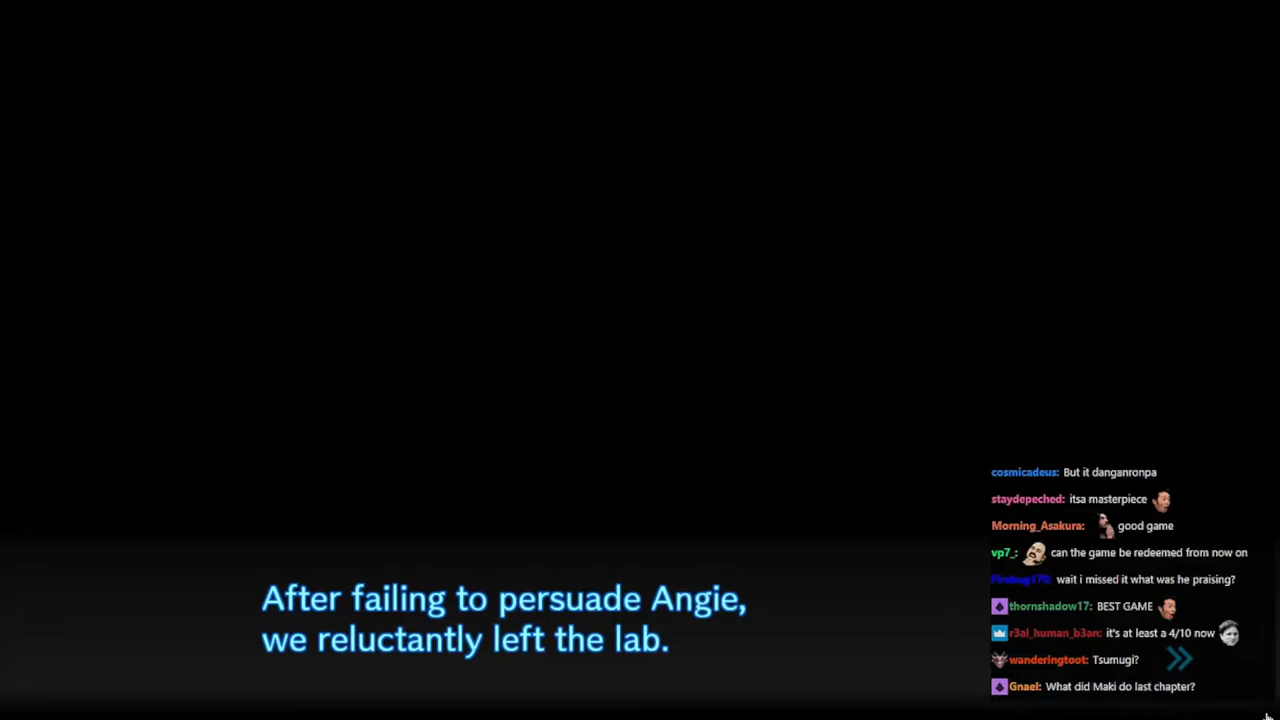 cosmicadeus: But it danganronpa
staydepeched: itsa masterpiece
Morning_Asakura: good game
vp7_: can the game be redeemed from now on
Firebug170: wait i missed it what was he praising?
thornshadow17: BEST GAME
r3al_human_b3an: it's at least a 4/10 now
wanderingtoot: Tsumugi?
Gnael: What did Maki do last chapter?
After failing to persuade Angie,
we reluctantly left the lab.